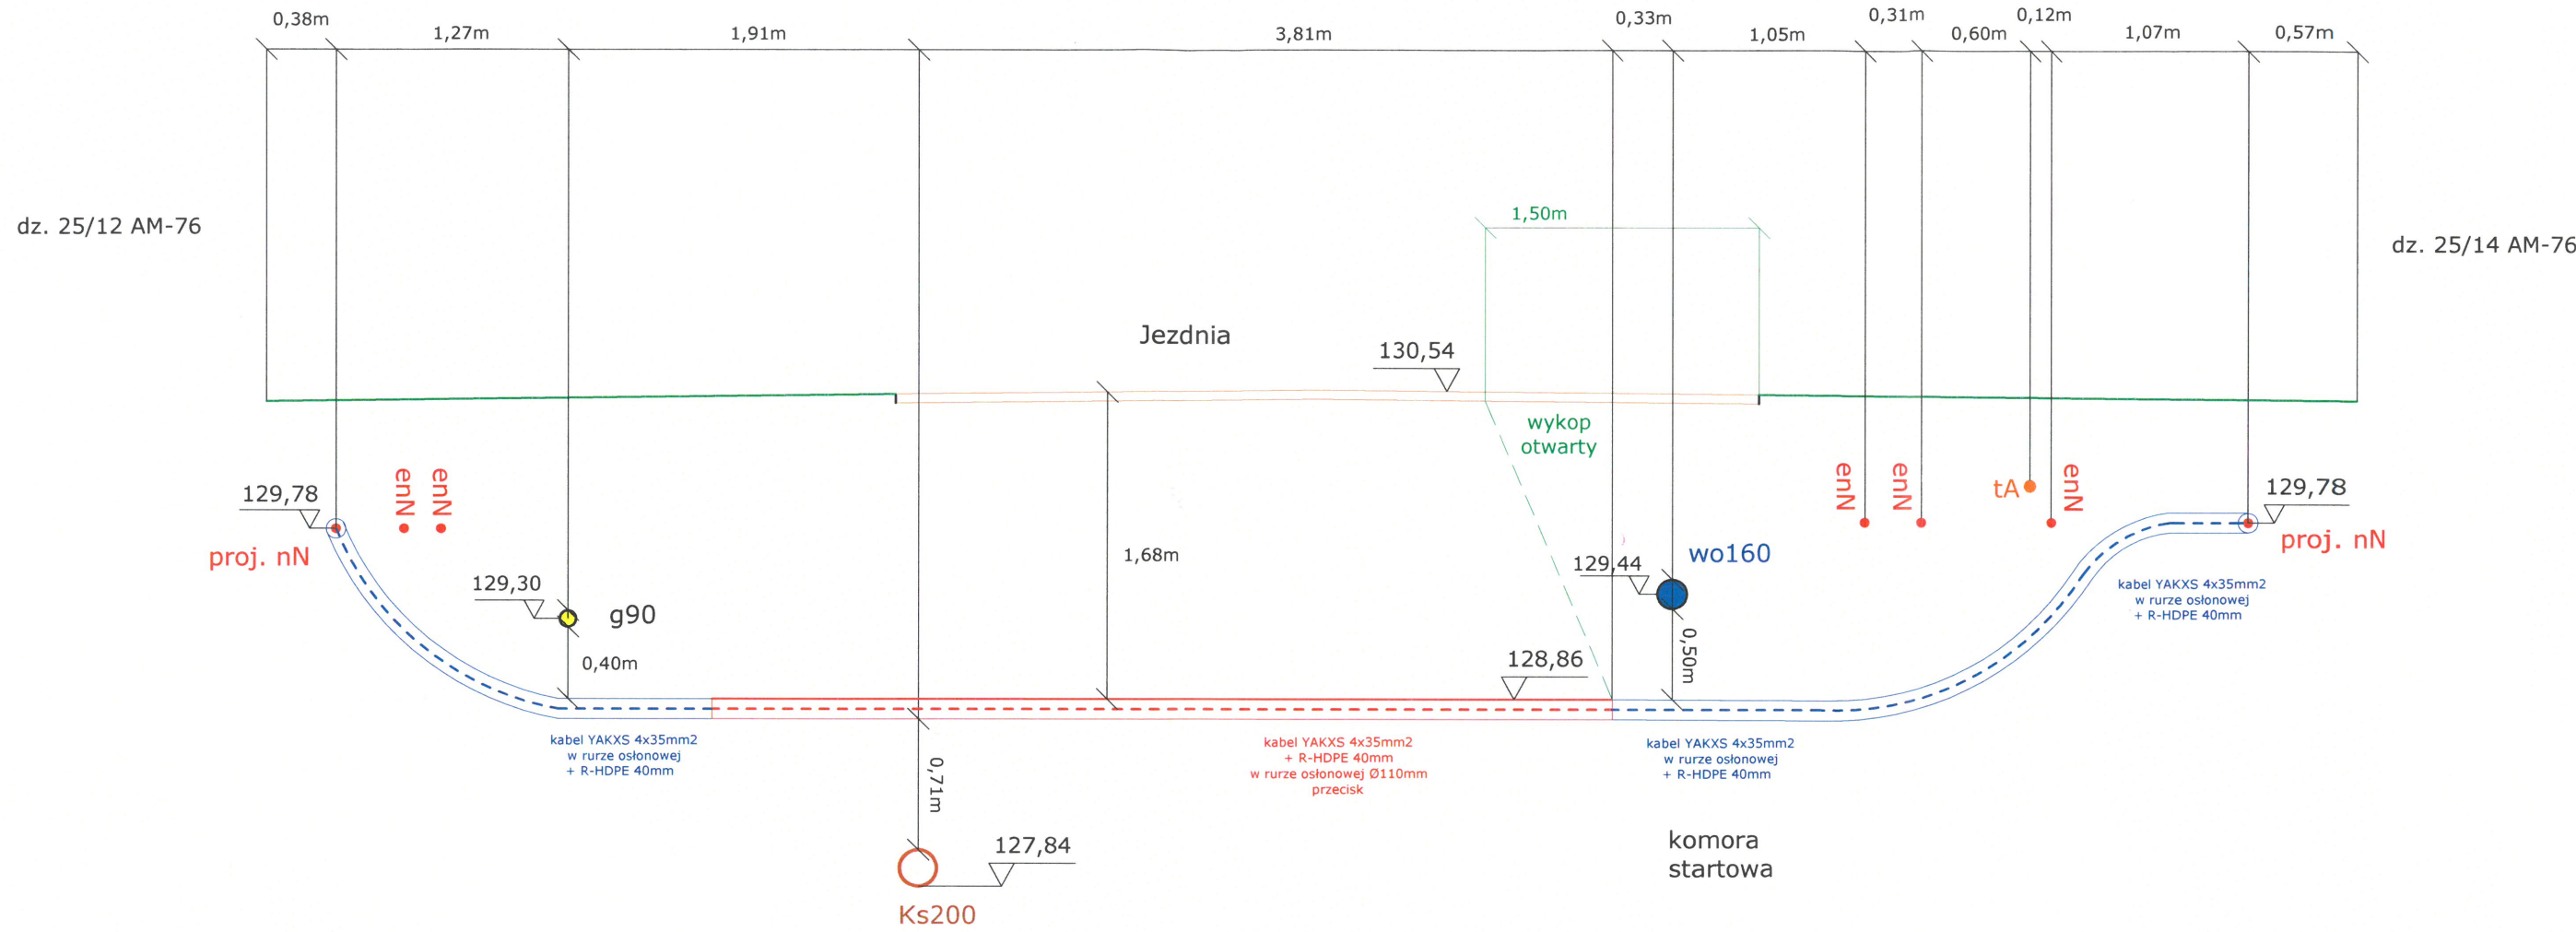 0,38m
1,27m
1,91m
3,81m
0,33m
1,05m
0,31m
0,60m
0,12m
1,07m
0,57m
dz. 25/12 AM-76
1,50m
dz. 25/14 AM-76
Jezdnia
130,54
wykop
otwarty
129,78
enN
enN
proj. nN
129,30
g90
0,40m
1,68m
129,44
wo160
0,50m
128,86
enN
enN
tA
enN
129,78
proj. nN
kabel YAKXS 4x35mm2
w rurze osłonowej
+ R-HDPE 40mm
kabel YAKXS 4x35mm2
w rurze osłonowej
+ R-HDPE 40mm
0,71m
kabel YAKXS 4x35mm2
+ R-HDPE 40mm
w rurze osłonowej Ø110mm
przecisk
kabel YAKXS 4x35mm2
w rurze osłonowej
+ R-HDPE 40mm
127,84
Ks200
komora
startowa